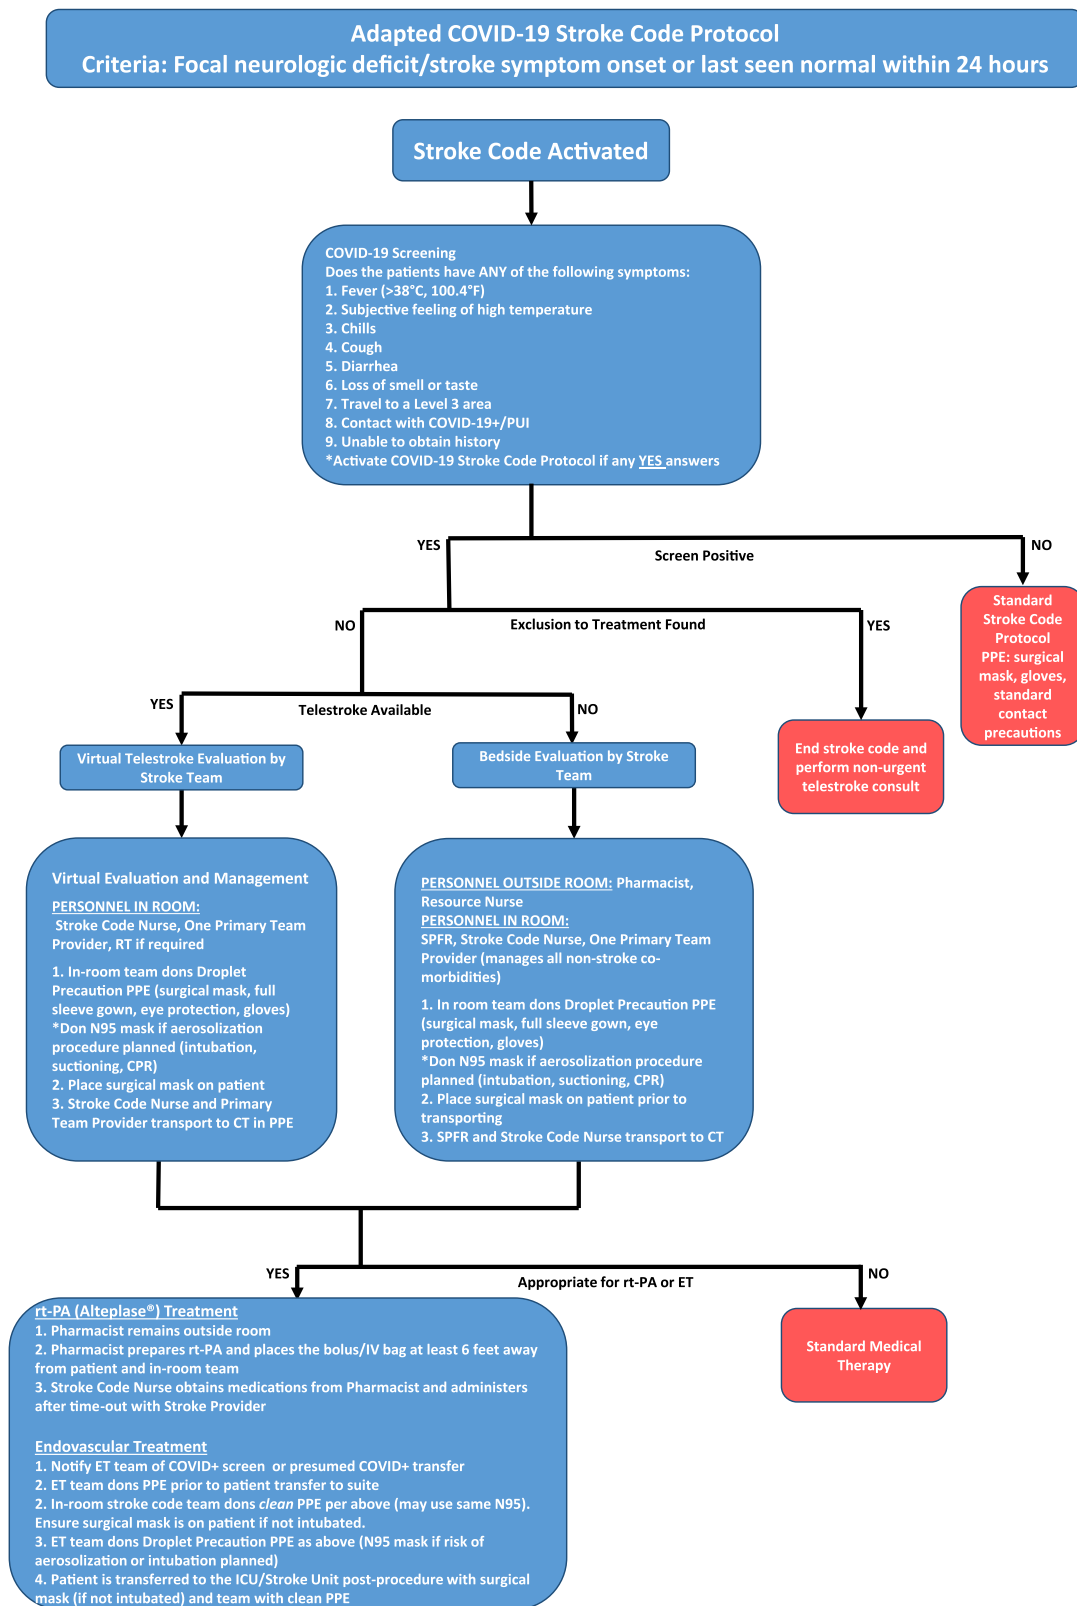 Adapted COVID-19 Stroke Code Protocol
Criteria: Focal neurologic deficit/stroke symptom onset or last seen normal within 24 hours
Stroke Code Activated
COVID-19 Screening
Does the patients have ANY of the following symptoms:
1. Fever (>38°C, 100.4°F)
2. Subjective feeling of high temperature
3. Chills
4. Cough
5. Diarrhea
6. Loss of smell or taste
7. Travel to a Level 3 area
8. Contact with COVID-19+/PUI
9. Unable to obtain history
*Activate COVID-19 Stroke Code Protocol if any YES answers
YES
Screen Positive
NO
Standard
Stroke Code
Protocol
PPE: surgical
mask, gloves,
standard
contact
precautions
NO
Exclusion to Treatment Found
YES
End stroke code and
perform non-urgent
telestroke consult
YES
Telestroke Available
NO
Virtual Telestroke Evaluation by
Stroke Team
Bedside Evaluation by Stroke
Team
Virtual Evaluation and Management
PERSONNEL IN ROOM:
Stroke Code Nurse, One Primary Team
Provider, RT if required
1. In-room team dons Droplet
Precaution PPE (surgical mask, full
sleeve gown, eye protection, gloves)
*Don N95 mask if aerosolization
procedure planned (intubation,
suctioning, CPR)
2. Place surgical mask on patient
3. Stroke Code Nurse and Primary
Team Provider transport to CT in PPE
PERSONNEL OUTSIDE ROOM: Pharmacist,
Resource Nurse
PERSONNEL IN ROOM:
SPFR, Stroke Code Nurse, One Primary Team
Provider (manages all non-stroke co-
morbidities)
1. In room team dons Droplet Precaution PPE
(surgical mask, full sleeve gown, eye
protection, gloves)
*Don N95 mask if aerosolization procedure
planned (intubation, suctioning, CPR)
2. Place surgical mask on patient prior to
transporting
3. SPFR and Stroke Code Nurse transport to CT
YES
Appropriate for rt-PA or ET
NO
rt-PA (Alteplase®) Treatment
1. Pharmacist remains outside room
2. Pharmacist prepares rt-PA and places the bolus/IV bag at least 6 feet away
from patient and in-room team
3. Stroke Code Nurse obtains medications from Pharmacist and administers
after time-out with Stroke Provider
Endovascular Treatment
1. Notify ET team of COVID+ screen or presumed COVID+ transfer
2. ET team dons PPE prior to patient transfer to suite
2. In-room stroke code team dons clean PPE per above (may use same N95).
Ensure surgical mask is on patient if not intubated.
3. ET team dons Droplet Precaution PPE as above (N95 mask if risk of
aerosolization or intubation planned)
4. Patient is transferred to the ICU/Stroke Unit post-procedure with surgical
mask (if not intubated) and team with clean PPE
Standard Medical
Therapy